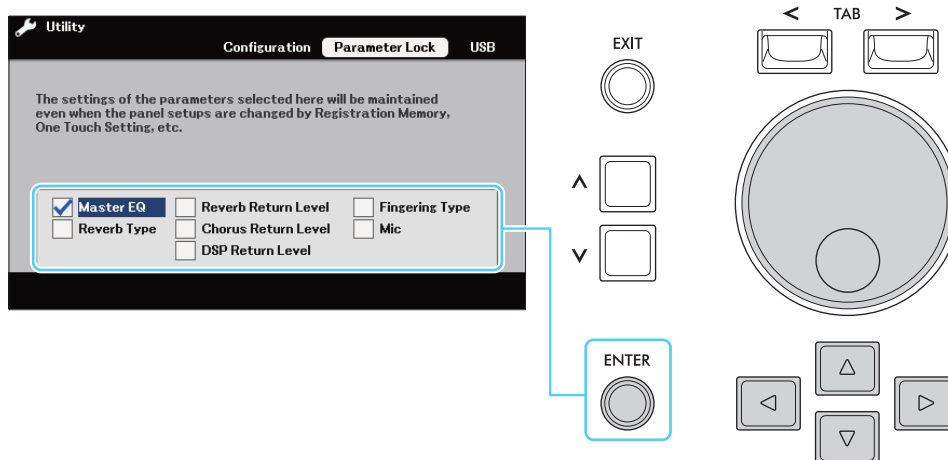 Utility
Configuration Parameter Lock USB
The settings of the parameters selected here will be maintained
even when the panel setups are changed by Registration Memory,
One Touch Setting, etc.
Master EQ Reverb Return Level Fingering Type
Reverb Type Chorus Return Level Mic
DSP Return Level
< TAB >
EXIT
ENTER